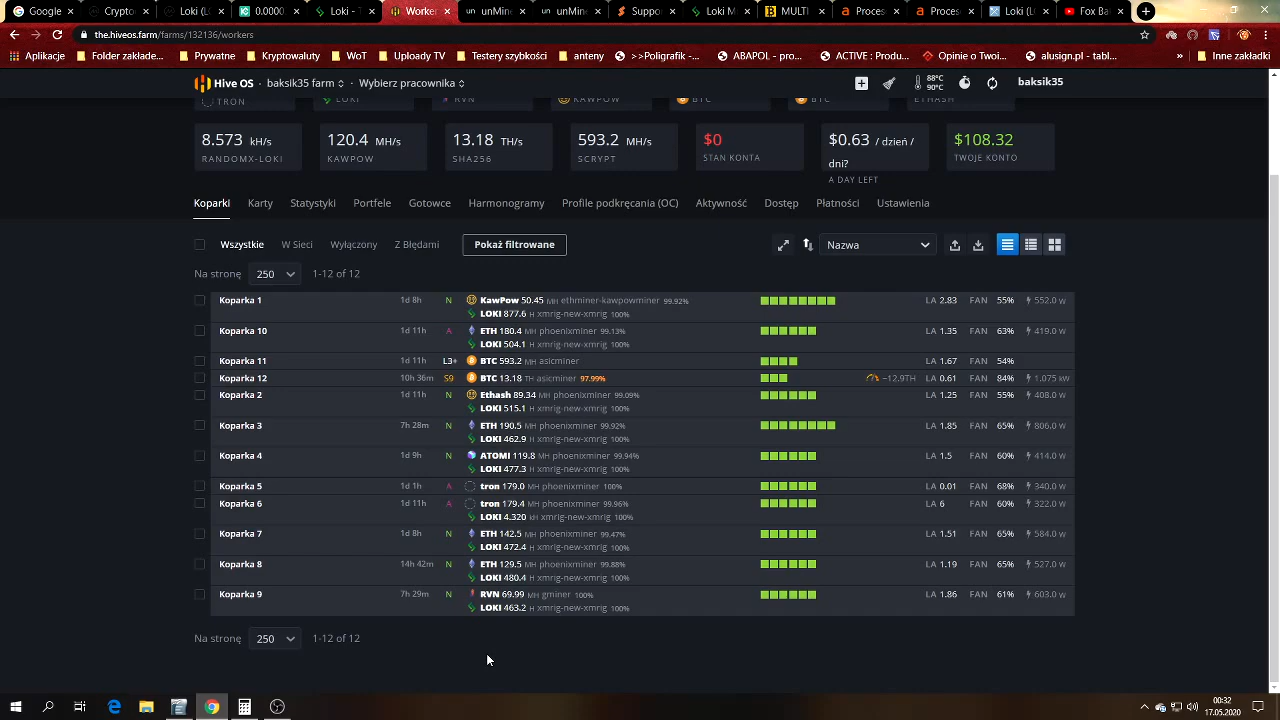 Google
Crypto
Loki (L
0.0000
Loki - T
Worker
unMine
unMine
Suppo
Loki M
MULTI
Proces
Proces
Loki (L
Fox Ba
the.hiveos.farm/farms/132136/workers
Aplikacje
Folder zakłade...
Prywatne
Kryptowaluty
WoT
Uploady TV
Testery szybkości
anteny
>>Poligrafik -...
ABAPOL - pro...
ACTIVE : Produ...
Opinie o Twoi...
alusign.pl - tabl...
»
Inne zakładki
Hive OS
baksik35 farm
Wybierz pracownika
88°C
90°C
baksik35
TRON
LOKI
RVN
KAWPOW
BTC
BTC
ETHASH
8.573 kH/s
RANDOMX-LOKI
120.4 MH/s
KAWPOW
13.18 TH/s
SHA256
593.2 MH/s
SCRYPT
$0
STAN KONTA
$0.63 / dzień /
dni?
A DAY LEFT
$108.32
TWOJE KONTO
Koparki
Karty
Statystyki
Portfele
Gotowce
Harmonogramy
Profile podkręcania (OC)
Aktywność
Dostęp
Płatności
Ustawienia
Wszystkie
W Sieci
Wyłączony
Z Błędami
Pokaż filtrowane
Nazwa
Na stronę 250 1-12 of 12
Koparka 1 1d 8h N KawPow 50.45 MH ethminer-kawpowminer 99.92% LA 2.83 FAN 55% 552.0 W
LOKI 877.6 H xmrig-new-xmrig 100%
Koparka 10 1d 11h A ETH 180.4 MH phoenixminer 99.13% LA 1.35 FAN 63% 419.0 W
LOKI 504.1 H xmrig-new-xmrig 100%
Koparka 11 1d 11h L3+ BTC 593.2 MH asicminer LA 1.67 FAN 54%
Koparka 12 10h 36m S9 BTC 13.18 TH asicminer 97.99% ~12.9TH LA 0.61 FAN 84% 1.075 kW
Koparka 2 1d 11h N Ethash 89.34 MH phoenixminer 99.09% LA 1.25 FAN 55% 408.0 W
LOKI 515.1 H xmrig-new-xmrig 100%
Koparka 3 7h 28m N ETH 190.5 MH phoenixminer 99.92% LA 1.85 FAN 65% 806.0 W
LOKI 462.9 H xmrig-new-xmrig 100%
Koparka 4 1d 9h N ATOMI 119.8 MH phoenixminer 99.94% LA 1.5 FAN 60% 414.0 W
LOKI 477.3 H xmrig-new-xmrig 100%
Koparka 5 1d 1h A tron 179.0 MH phoenixminer 100% LA 0.01 FAN 68% 340.0 W
Koparka 6 1d 11h A tron 179.4 MH phoenixminer 99.96% LA 6 FAN 60% 322.0 W
LOKI 4.320 kH xmrig-new-xmrig 100%
Koparka 7 1d 8h N ETH 142.5 MH phoenixminer 99.47% LA 1.51 FAN 65% 584.0 W
LOKI 472.4 H xmrig-new-xmrig 100%
Koparka 8 14h 42m N ETH 129.5 MH phoenixminer 99.88% LA 1.19 FAN 65% 527.0 W
LOKI 480.4 H xmrig-new-xmrig 100%
Koparka 9 7h 29m N RVN 69.99 MH gminer 100% LA 1.86 FAN 61% 603.0 W
LOKI 463.2 H xmrig-new-xmrig 100%
Na stronę 250 1-12 of 12
00:32
17.05.2020